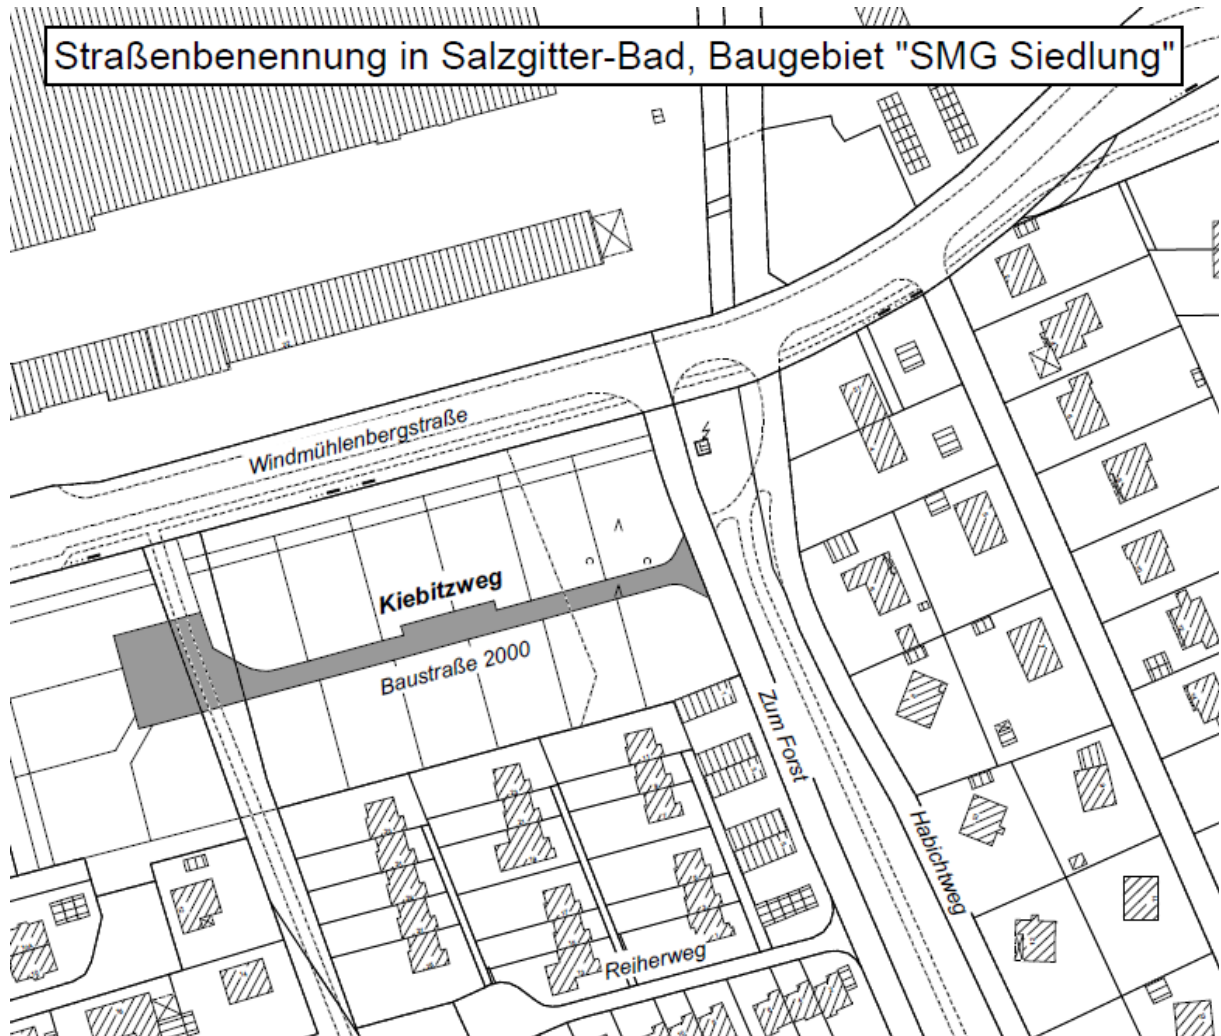 Straßenbenennung in Salzgitter-Bad, Baugebiet "SMG Siedlung"
Windmühlenbergstraße
Kiebitzweg
Baustraße 2000
Zum Forst
Habichtweg
Reiherweg